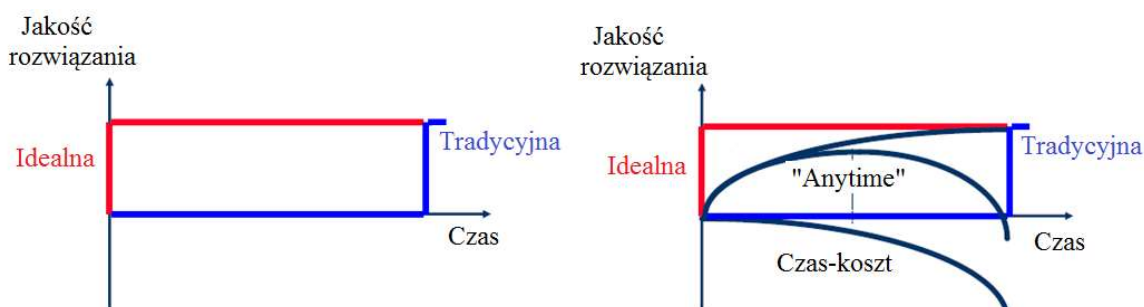 Jakość
rozwiązania
Idealna
Tradycyjna
Czas
Jakość
rozwiązania
Idealna
Tradycyjna
"Anytime"
Czas
Czas-koszt